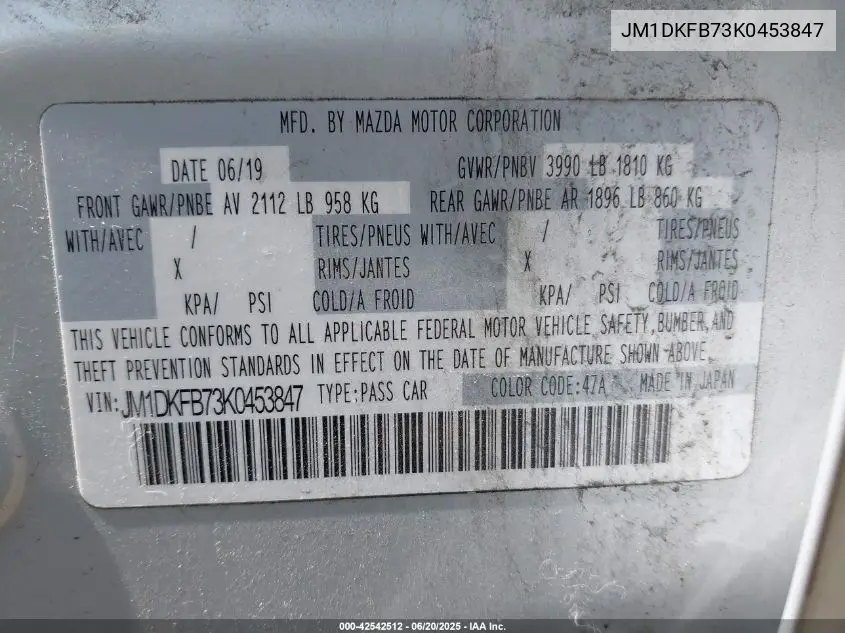 JM1DKFB73K0453847
MFD. BY MAZDA MOTOR CORPORATION
DATE 06/19 GVWR/PNBV 3990 LB 1810 KG
FRONT GAWR/PNBE AV 2112 LB 958 KG REAR GAWR/PNBE AR 1896 LB 860 KG
WITH/AVEC / TIRES/PNEUS WITH/AVEC / TIRES/PNEUS
X RIMS/JANTES X RIMS/JANTES
KPA/ PSI COLD/A FROID KPA/ PSI COLD/A FROID
THIS VEHICLE CONFORMS TO ALL APPLICABLE FEDERAL MOTOR VEHICLE SAFETY, BUMBER, AND
THEFT PREVENTION STANDARDS IN EFFECT ON THE DATE OF MANUFACTURE SHOWN ABOVE.
VIN:JM1DKFB73K0453847 TYPE:PASS CAR COLOR CODE:47A MADE IN JAPAN
000-42542512 - 06/20/2025 - IAA Inc.